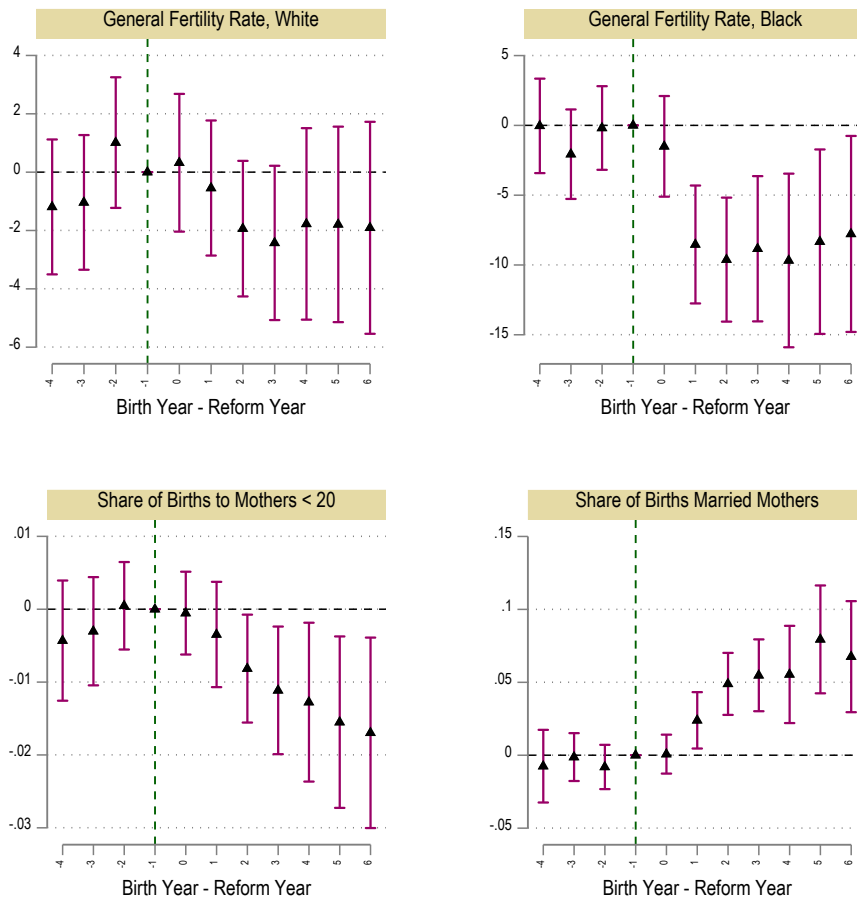 General Fertility Rate, White
4
2
0
-2
-4
-6
-4 -3 -2 -1 0 1 2 3 4 5 6
Birth Year - Reform Year
General Fertility Rate, Black
5
0
-5
-10
-15
-4 -3 -2 -1 0 1 2 3 4 5 6
Birth Year - Reform Year
Share of Births to Mothers < 20
.01
0
-.01
-.02
-.03
-4 -3 -2 -1 0 1 2 3 4 5 6
Birth Year - Reform Year
Share of Births Married Mothers
.15
.1
.05
0
-.05
-4 -3 -2 -1 0 1 2 3 4 5 6
Birth Year - Reform Year